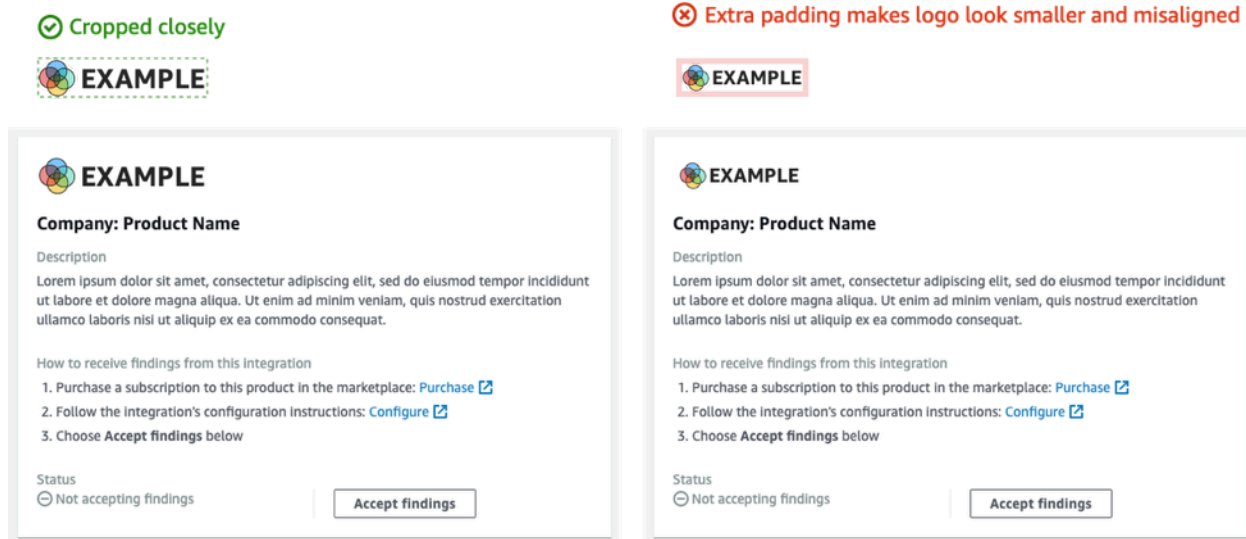 Cropped closely
EXAMPLE
EXAMPLE
Company: Product Name
Description
Lorem ipsum dolor sit amet, consectetur adipiscing elit, sed do eiusmod tempor incididunt
ut labore et dolore magna aliqua. Ut enim ad minim veniam, quis nostrud exercitation
ullamco laboris nisi ut aliquip ex ea commodo consequat.
How to receive findings from this integration
1. Purchase a subscription to this product in the marketplace: Purchase
2. Follow the integration's configuration instructions: Configure
3. Choose Accept findings below
Status
Not accepting findings
Accept findings
Extra padding makes logo look smaller and misaligned
EXAMPLE
EXAMPLE
Company: Product Name
Description
Lorem ipsum dolor sit amet, consectetur adipiscing elit, sed do eiusmod tempor incididunt
ut labore et dolore magna aliqua. Ut enim ad minim veniam, quis nostrud exercitation
ullamco laboris nisi ut aliquip ex ea commodo consequat.
How to receive findings from this integration
1. Purchase a subscription to this product in the marketplace: Purchase
2. Follow the integration's configuration instructions: Configure
3. Choose Accept findings below
Status
Not accepting findings
Accept findings